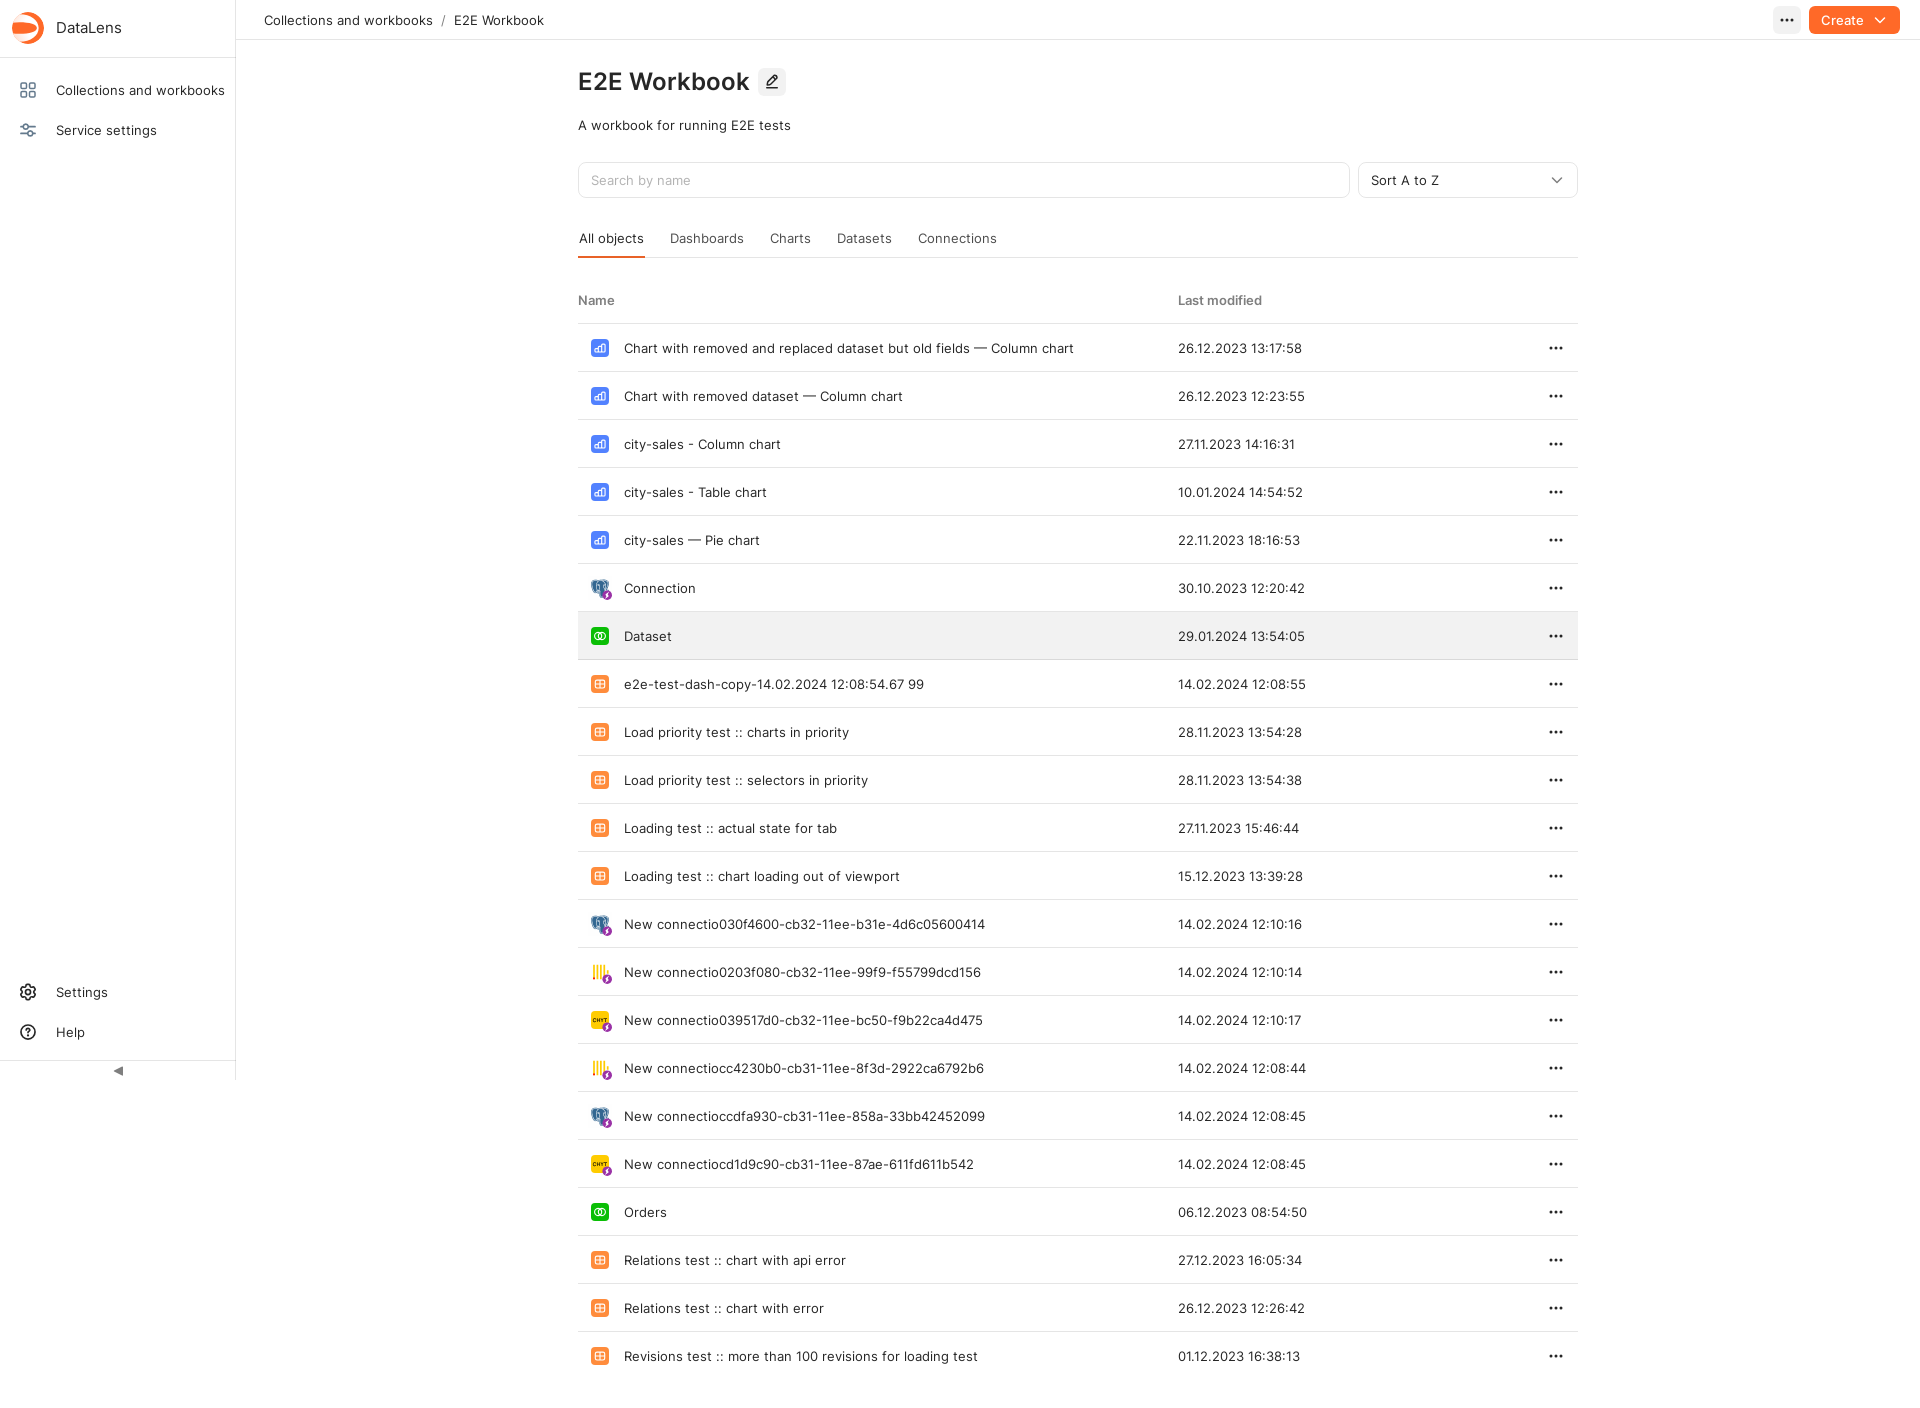 DataLens
Collections and workbooks / E2E Workbook
Create
Collections and workbooks
Service settings
E2E Workbook
A workbook for running E2E tests
Search by name
Sort A to Z
All objects Dashboards Charts Datasets Connections
Name Last modified
Chart with removed and replaced dataset but old fields — Column chart 26.12.2023 13:17:58
Chart with removed dataset — Column chart 26.12.2023 12:23:55
city-sales - Column chart 27.11.2023 14:16:31
city-sales - Table chart 10.01.2024 14:54:52
city-sales — Pie chart 22.11.2023 18:16:53
Connection 30.10.2023 12:20:42
Dataset 29.01.2024 13:54:05
e2e-test-dash-copy-14.02.2024 12:08:54.67 99 14.02.2024 12:08:55
Load priority test :: charts in priority 28.11.2023 13:54:28
Load priority test :: selectors in priority 28.11.2023 13:54:38
Loading test :: actual state for tab 27.11.2023 15:46:44
Loading test :: chart loading out of viewport 15.12.2023 13:39:28
New connectio030f4600-cb32-11ee-b31e-4d6c05600414 14.02.2024 12:10:16
New connectio0203f080-cb32-11ee-99f9-f55799dcd156 14.02.2024 12:10:14
CHYT New connectio039517d0-cb32-11ee-bc50-f9b22ca4d475 14.02.2024 12:10:17
New connectiocc4230b0-cb31-11ee-8f3d-2922ca6792b6 14.02.2024 12:08:44
New connectioccdfa930-cb31-11ee-858a-33bb42452099 14.02.2024 12:08:45
CHYT New connectiocd1d9c90-cb31-11ee-87ae-611fd611b542 14.02.2024 12:08:45
Orders 06.12.2023 08:54:50
Relations test :: chart with api error 27.12.2023 16:05:34
Relations test :: chart with error 26.12.2023 12:26:42
Revisions test :: more than 100 revisions for loading test 01.12.2023 16:38:13
Settings
Help